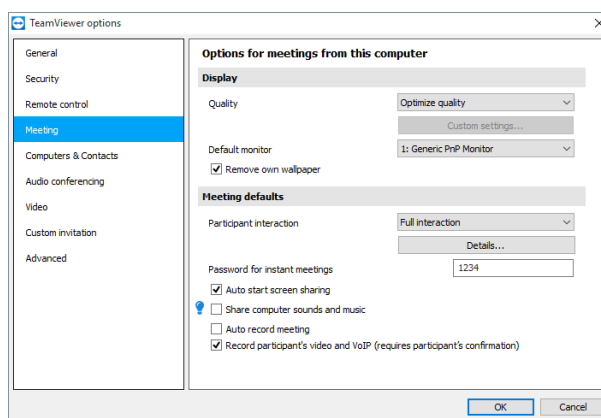 TeamViewer options
General
Security
Remote control
Meeting
Computers & Contacts
Audio conferencing
Video
Custom invitation
Advanced
Options for meetings from this computer
Display
Quality
Optimize quality
Custom settings...
Default monitor
1: Generic PnP Monitor
Remove own wallpaper
Meeting defaults
Participant interaction
Full interaction
Details...
Password for instant meetings
1234
Auto start screen sharing
Share computer sounds and music
Auto record meeting
Record participant's video and VoIP (requires participant's confirmation)
OK
Cancel